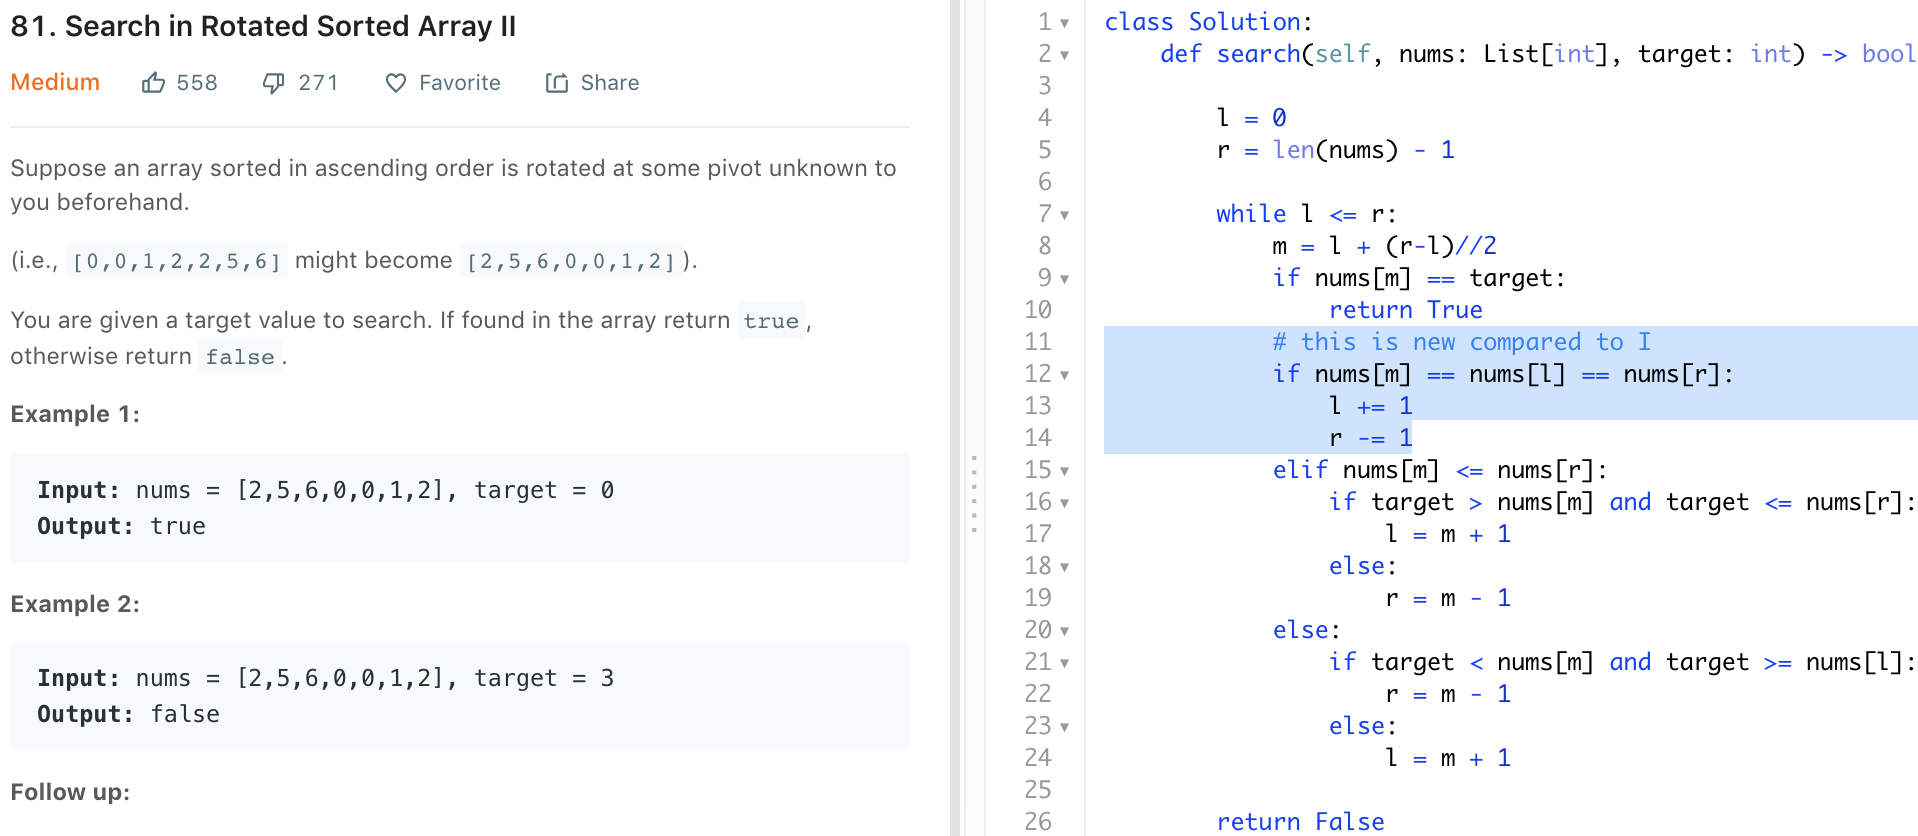 81. Search in Rotated Sorted Array II
Medium 558 271 Favorite Share
Suppose an array sorted in ascending order is rotated at some pivot unknown to
you beforehand.
(i.e., [0,0,1,2,2,5,6] might become [2,5,6,0,0,1,2]).
You are given a target value to search. If found in the array return true,
otherwise return false.
Example 1:
Input: nums = [2,5,6,0,0,1,2], target = 0
Output: true
Example 2:
Input: nums = [2,5,6,0,0,1,2], target = 3
Output: false
Follow up:
1 class Solution:
2     def search(self, nums: List[int], target: int) -> bool
3
4         l = 0
5         r = len(nums) - 1
6
7         while l <= r:
8             m = l + (r-l)//2
9             if nums[m] == target:
10                 return True
11             # this is new compared to I
12             if nums[m] == nums[l] == nums[r]:
13                 l += 1
14                 r -= 1
15             elif nums[m] <= nums[r]:
16                 if target > nums[m] and target <= nums[r]:
17                     l = m + 1
18                 else:
19                     r = m - 1
20             else:
21                 if target < nums[m] and target >= nums[l]:
22                     r = m - 1
23                 else:
24                     l = m + 1
25
26         return False